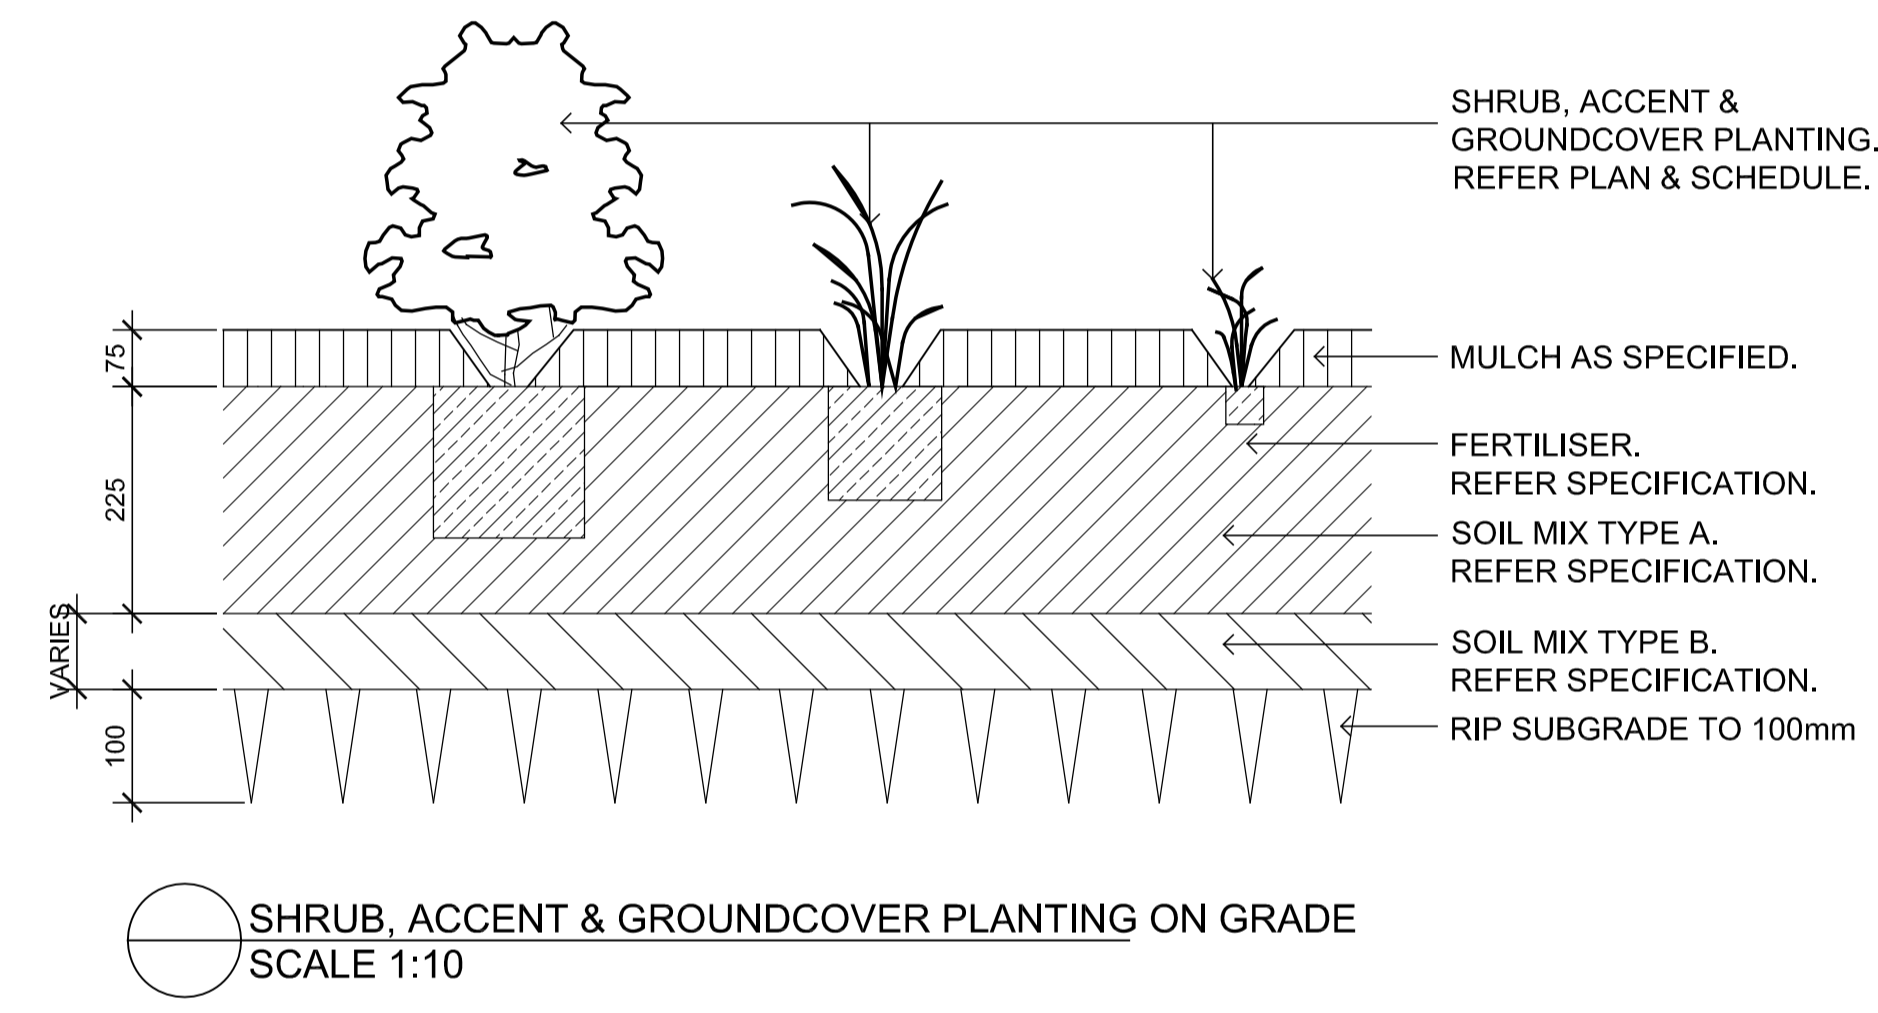 SHRUB, ACCENT &
GROUNDCOVER PLANTING.
REFER PLAN & SCHEDULE.
MULCH AS SPECIFIED.
FERTILISER.
REFER SPECIFICATION.
SOIL MIX TYPE A.
REFER SPECIFICATION.
SOIL MIX TYPE B.
REFER SPECIFICATION.
RIP SUBGRADE TO 100mm
75
225
VARIES
100
SHRUB, ACCENT & GROUNDCOVER PLANTING ON GRADE
SCALE 1:10